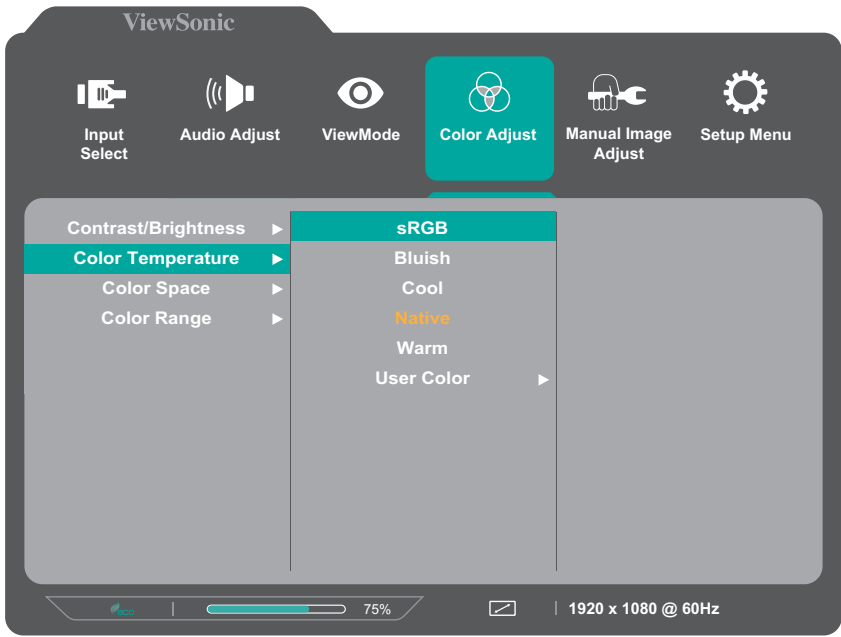 ViewSonic
Input
Select
Audio Adjust
ViewMode
Color Adjust
Manual Image
Adjust
Setup Menu
Contrast/Brightness
Color Temperature
Color Space
Color Range
sRGB
Bluish
Cool
Native
Warm
User Color
eco
75%
1920 x 1080 @ 60Hz